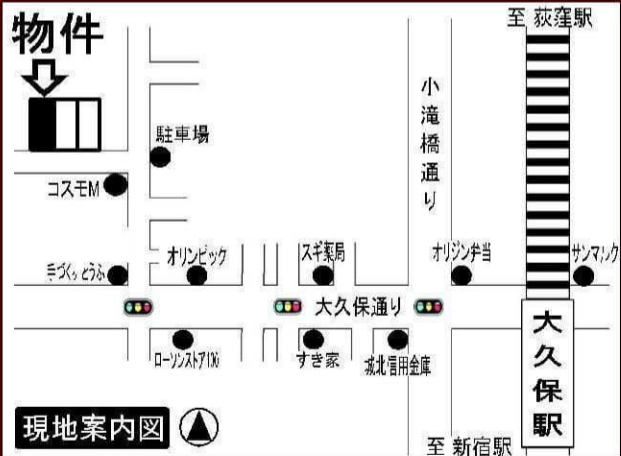 至 荻窪駅
物件
小滝橋通り
駐車場
コスモM
手づくりとうふ
オリンピック
スギ薬局
オリジン弁当
サンマルク
大久保通り
ローソンストア106
すき家
城北信用金庫
大久保駅
現地案内図
至 新宿駅